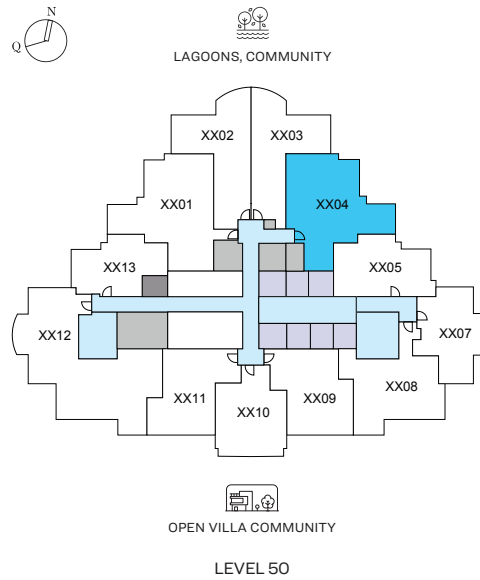 N
Q
LAGOONS, COMMUNITY
XX02
XX03
XX01
XX04
XX13
XX05
XX12
XX07
XX08
XX11
XX10
XX09
OPEN VILLA COMMUNITY
LEVEL 50